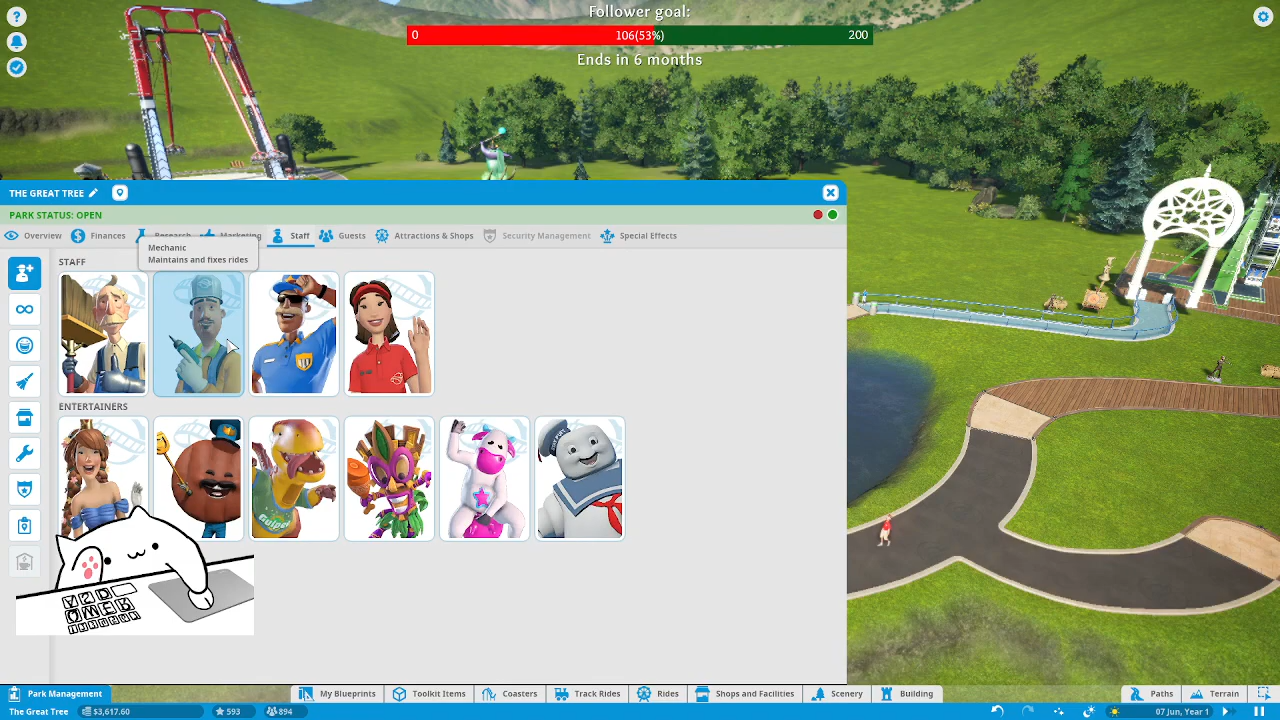 Follower goal:
0 106(53%) 200
Ends in 6 months
THE GREAT TREE
PARK STATUS: OPEN
Overview Finances Research Marketing Staff Guests Attractions & Shops Security Management Special Effects
Mechanic
Maintains and fixes rides
STAFF
ENTERTAINERS
Gulpee
Park Management My Blueprints Toolkit Items Coasters Track Rides Rides Shops and Facilities Scenery Building Paths Terrain
The Great Tree $3,617.60 593 894 07 Jun, Year 1